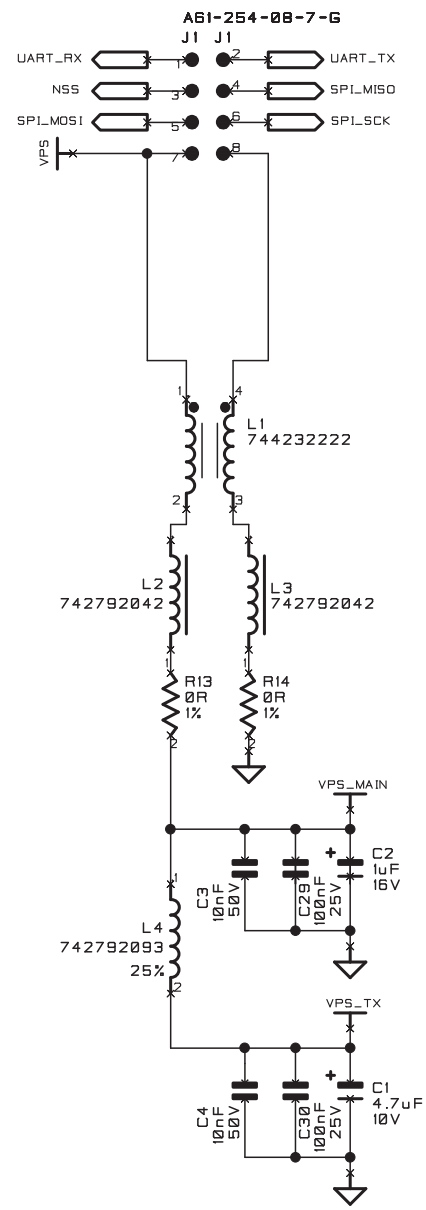 A61-254-08-7-G
J1 J1
UART_RX 1 2 UART_TX
NSS 3 4 SPI_MISO
SPI_MOSI 5 6 SPI_SCK
VPS 7 8
1 4
L1
744232222
2 3
L2
742792042
L3
742792042
1 1
R13
0R
1%
R14
0R
1%
2 2
VPS_MAIN
C3
10nF
50V
C29
100nF
25V
+
C2
1uF
16V
1
L4
742792093
25%
2
VPS_TX
C4
10nF
50V
C30
100nF
25V
+
C1
4.7uF
10V